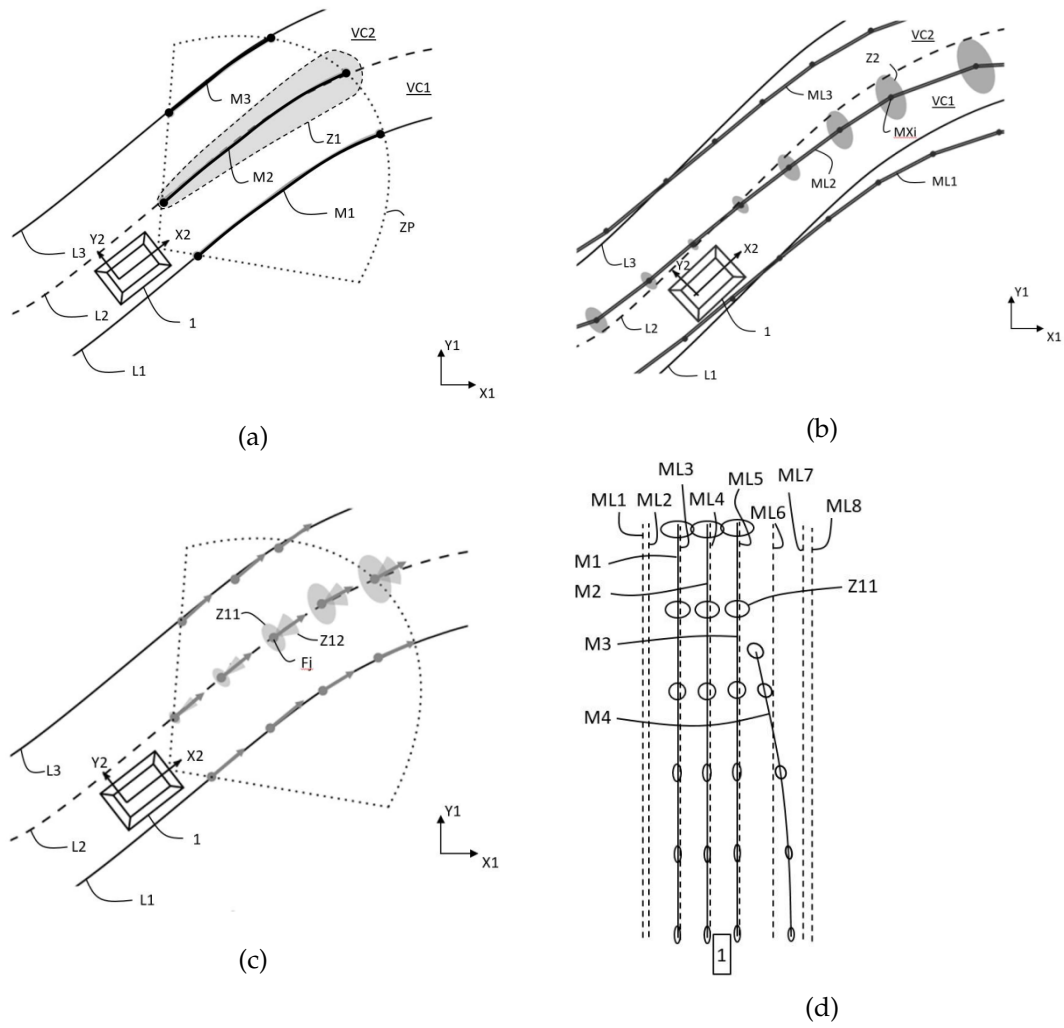 VC2
VC1
M3
Z1
M2
M1
ZP
L3
Y2
X2
L2
1
L1
Y1
X1
(a)
VC2
Z2
VC1
ML3
MXi
ML2
ML1
L3
Y2
X2
L2
1
L1
Y1
X1
(b)
Z11
Z12
Fj
L3
Y2
X2
L2
1
L1
Y1
X1
(c)
ML3 ML5 ML7
ML1 ML2 ML4 ML6 ML8
M1
M2
Z11
M3
M4
1
(d)